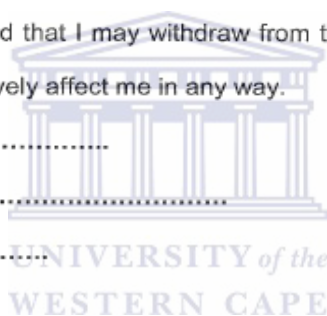 d that I may withdraw from t
vely affect me in any way.
....................
..........................................
........
UNIVERSITY of the
WESTERN CAPE